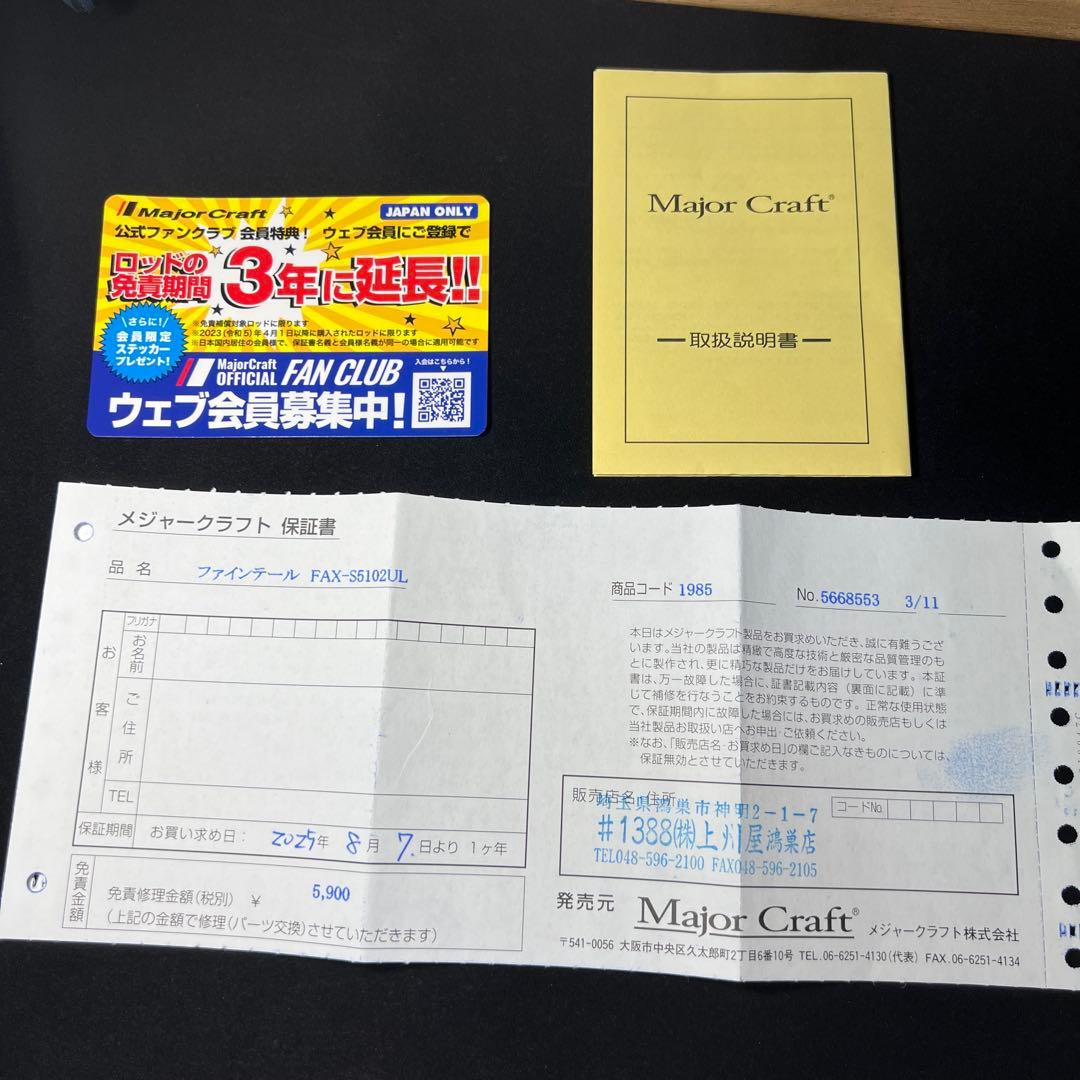 Major Craft
JAPAN ONLY
公式ファンクラブ 会員特典! ウェブ会員にご登録で
ロッドの
免責期間 3年に延長!!
※免責補償対象ロッドに限ります
※2023(令和5)年4月1日以降に購入されたロッドに限ります
※日本国内居住の会員様で、保証書名義と会員様名義が同一の場合に適用可能です
\さらに!/
会員限定
ステッカー
プレゼント!
MajorCraft
OFFICIAL FAN CLUB
入会はこちらから!
ウェブ会員募集中!
Major Craft®
取扱説明書
メジャークラフト 保証書
品 名 ファインテール FAX-S5102UL
商品コード 1985
No.5668553 3/11
お客様
フリガナ
お名前
ご住所
TEL
保証期間 お買い求め日: 2025年 8月 7日より 1ヶ年
免責金額
免責修理金額(税別) ¥ 5,900
(上記の金額で修理(パーツ交換)させていただきます)
本日はメジャークラフト製品をお買求めいただき、誠に有難うござ
います。当社の製品は精緻で高度な技術と厳密な品質管理のも
とに製作され、更に精巧な製品だけをお届けしています。本証
書は、万一故障した場合に、証書記載内容(裏面に記載)に準
じて補修を行なうことをお約束するものです。正常な使用状態
で、保証期間内に故障した場合には、お買求めの販売店もしくは
当社製品お取扱い店へお申出・ご依頼ください。
※なお、「販売店名・お買求め日」の欄ご記入なきものについては、
保証無効とさせていただきます。
販売店名・住所
コードNo.
埼玉県鴻巣市神明2-1-7
#1388(株)上州屋鴻巣店
TEL048-596-2100 FAX048-596-2105
発売元 Major Craft® メジャークラフト株式会社
〒541-0056 大阪市中央区久太郎町2丁目6番10号 TEL.06-6251-4130(代表) FAX.06-6251-4134